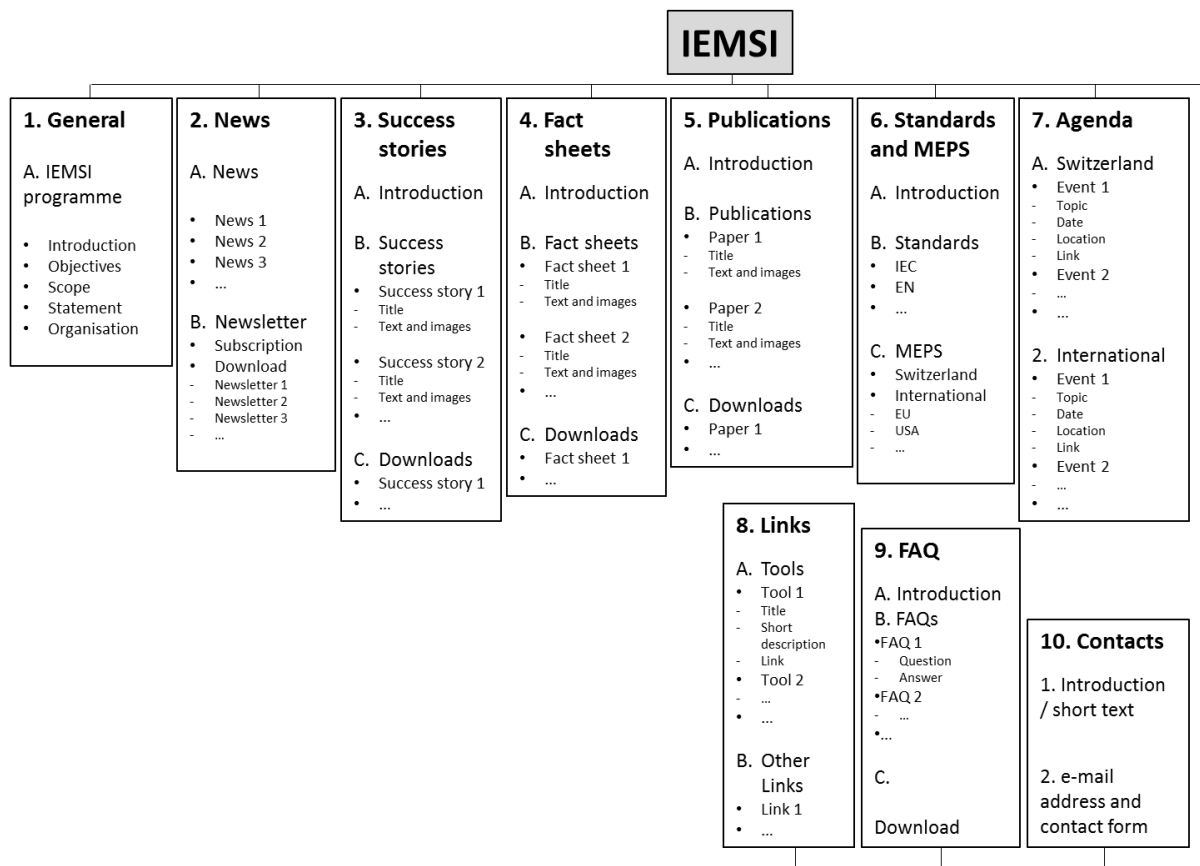 IEMSI
1. General
A. IEMSI
programme
• Introduction
• Objectives
• Scope
• Statement
• Organisation
2. News
A. News
• News 1
• News 2
• News 3
• ...
B. Newsletter
• Subscription
• Download
- Newsletter 1
- Newsletter 2
- Newsletter 3
- ...
3. Success
stories
A. Introduction
B. Success
stories
• Success story 1
- Title
- Text and images
• Success story 2
- Title
- Text and images
• ...
C. Downloads
• Success story 1
• ...
4. Fact
sheets
A. Introduction
B. Fact sheets
• Fact sheet 1
- Title
- Text and images
• Fact sheet 2
- Title
- Text and images
• ...
C. Downloads
• Fact sheet 1
• ...
5. Publications
A. Introduction
B. Publications
• Paper 1
- Title
- Text and images
• Paper 2
- Title
- Text and images
• ...
C. Downloads
• Paper 1
• ...
6. Standards
and MEPS
A. Introduction
B. Standards
• IEC
• EN
• ...
C. MEPS
• Switzerland
• International
- EU
- USA
- ...
7. Agenda
A. Switzerland
• Event 1
- Topic
- Date
- Location
- Link
• Event 2
- ...
• ...
2. International
• Event 1
- Topic
- Date
- Location
- Link
• Event 2
- ...
• ...
8. Links
A. Tools
• Tool 1
- Title
- Short
description
- Link
• Tool 2
- ...
• ...
B. Other
Links
• Link 1
• ...
9. FAQ
A. Introduction
B. FAQs
•FAQ 1
- Question
- Answer
•FAQ 2
- ...
•...
C.
Download
10. Contacts
1. Introduction
/ short text
2. e-mail
address and
contact form